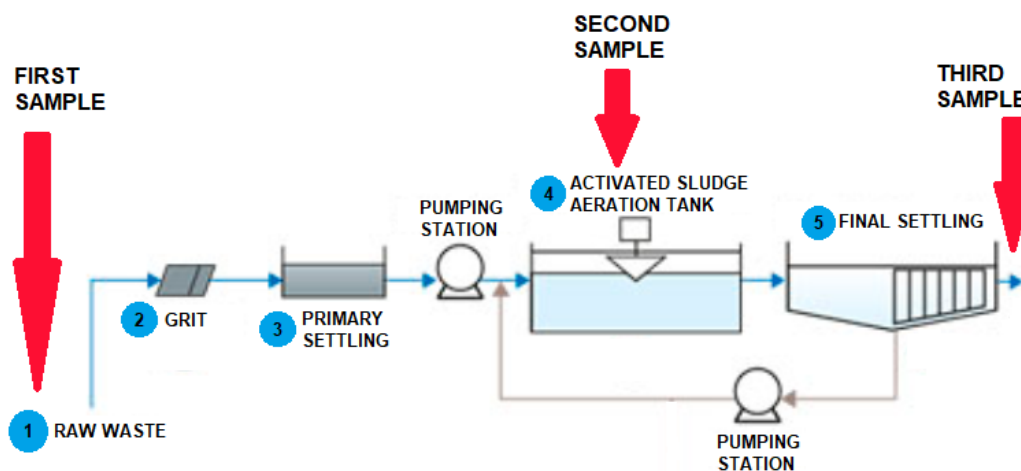 FIRST
SAMPLE
SECOND
SAMPLE
THIRD
SAMPLE
4 ACTIVATED SLUDGE
AERATION TANK
5 FINAL SETTLING
PUMPING
STATION
2 GRIT
3 PRIMARY
SETTLING
1 RAW WASTE
PUMPING
STATION